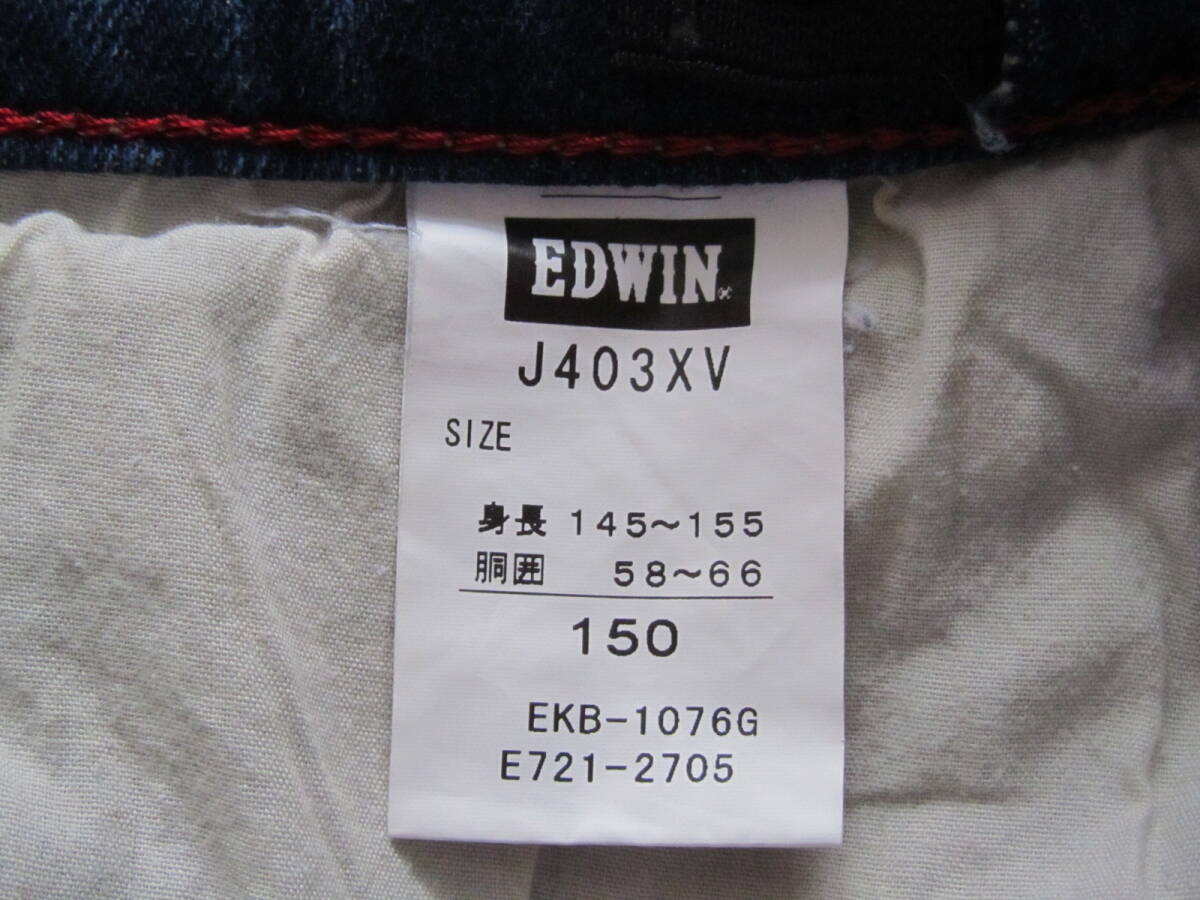 EDWIN
J403XV
SIZE
身長 145～155
胴囲 58～66
150
EKB-1076G
E721-2705